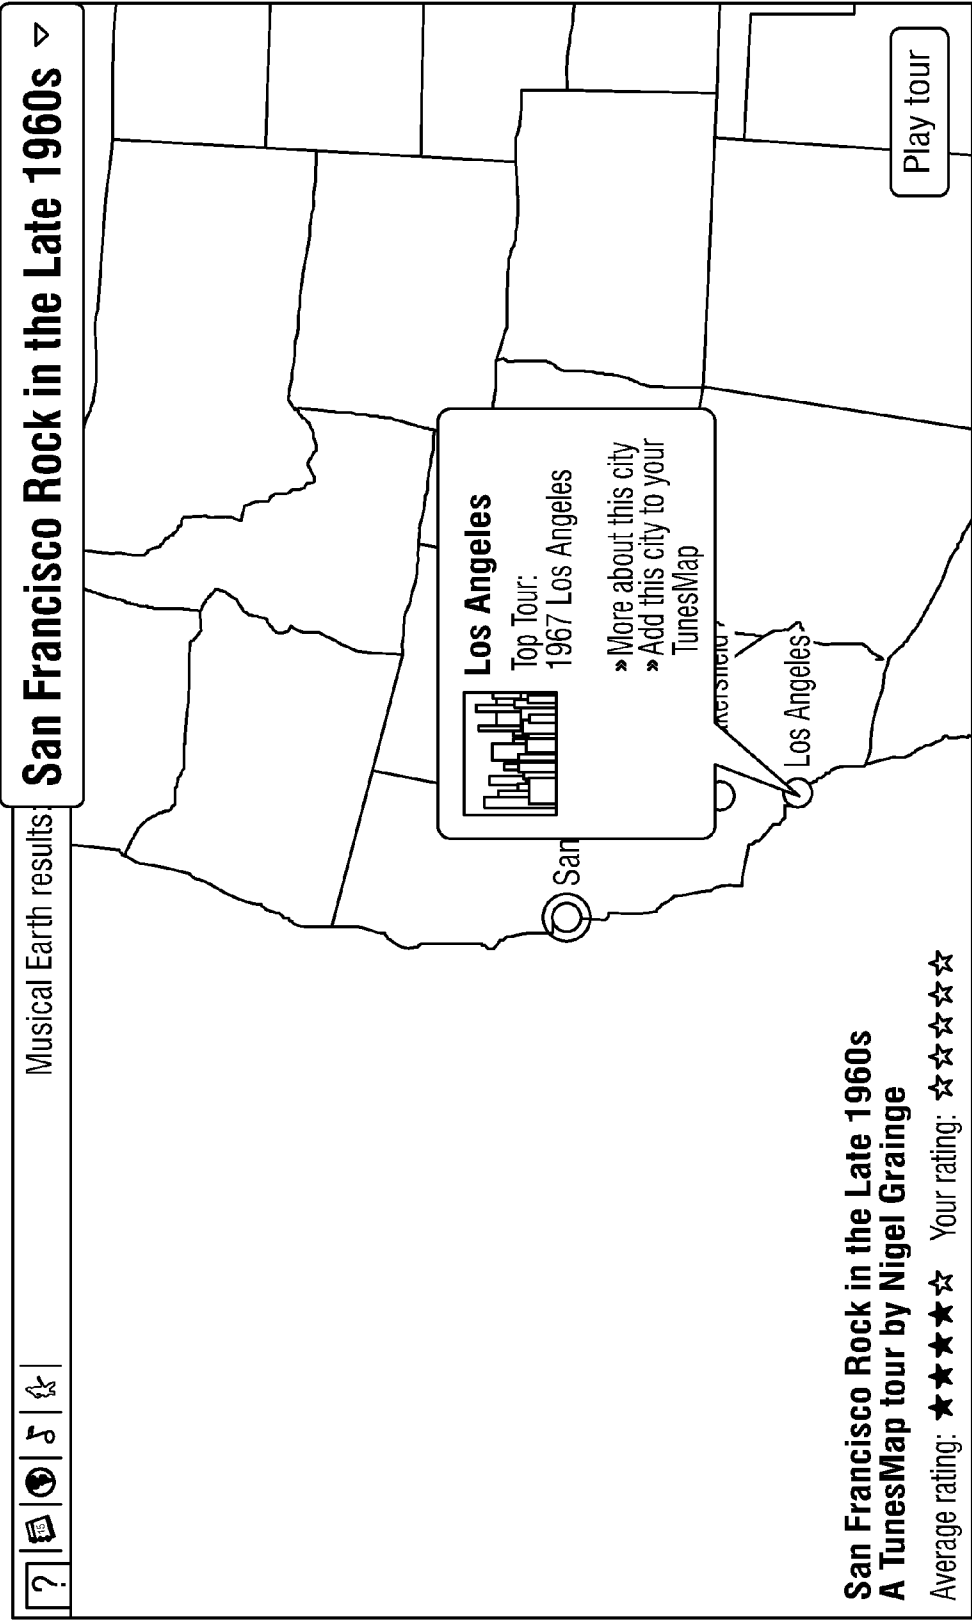 ?
15
Musical Earth results:
San Francisco Rock in the Late 1960s
Los Angeles
Top Tour:
1967 Los Angeles
» More about this city
» Add this city to your
TunesMap
San
Los Angeles
San Francisco Rock in the Late 1960s
A TunesMap tour by Nigel Grainge
Average rating: ★★★★☆ Your rating: ☆☆☆☆☆
Play tour